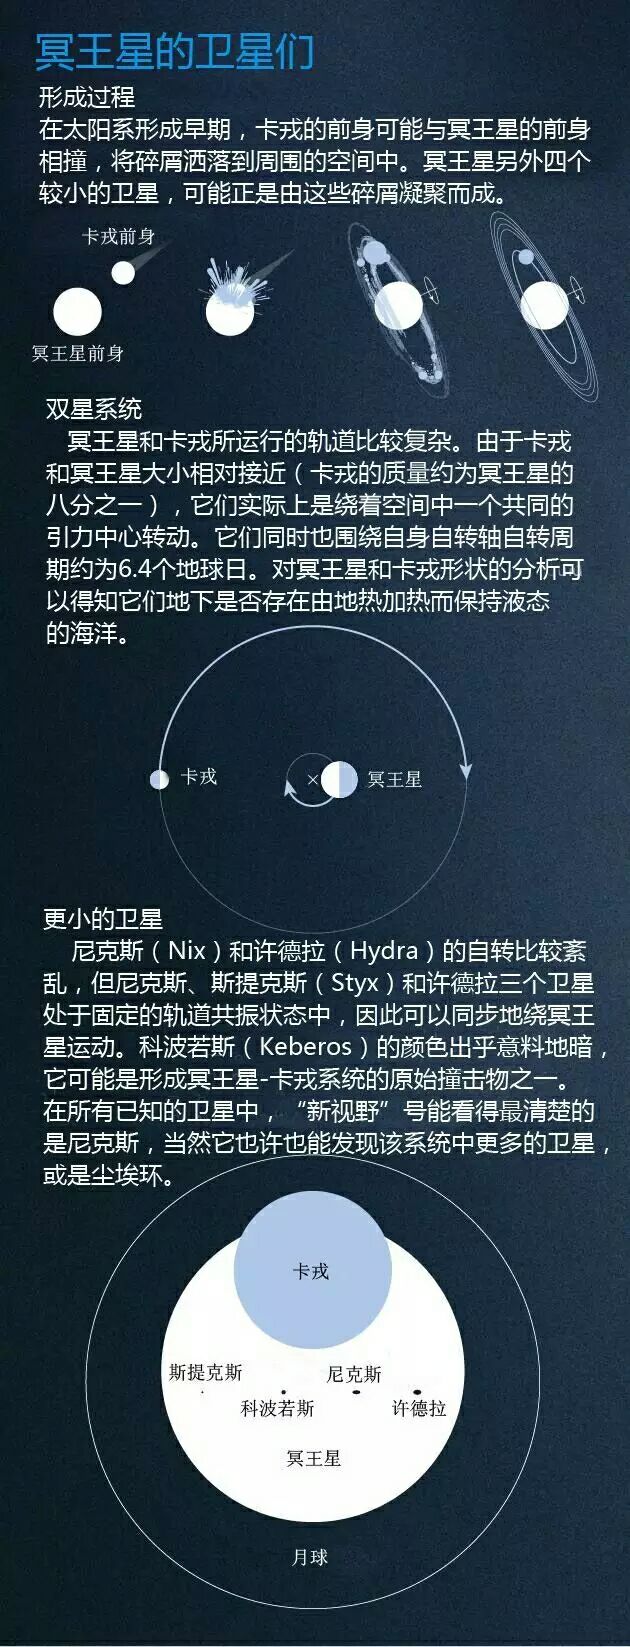 冥王星的卫星们
形成过程
在太阳系形成早期，卡戎的前身可能与冥王星的前身
相撞，将碎屑洒落到周围的空间中。冥王星另外四个
较小的卫星，可能正是由这些碎屑凝聚而成。
卡戎前身
冥王星前身
双星系统
冥王星和卡戎所运行的轨道比较复杂。由于卡戎
和冥王星大小相对接近（卡戎的质量约为冥王星的
八分之一），它们实际上是绕着空间中一个共同的
引力中心转动。它们同时也围绕自身自转轴自转周
期约为6.4个地球日。对冥王星和卡戎形状的分析可
以得知它们地下是否存在由地热加热而保持液态
的海洋。
卡戎
冥王星
更小的卫星
尼克斯（Nix）和许德拉（Hydra）的自转比较紊
乱，但尼克斯、斯提克斯（Styx）和许德拉三个卫星
处于固定的轨道共振状态中，因此可以同步地绕冥王
星运动。科波若斯（Keberos）的颜色出乎意料地暗，
它可能是形成冥王星-卡戎系统的原始撞击物之一。
在所有已知的卫星中，“新视野”号能看得最清楚的
是尼克斯，当然它也许也能发现该系统中更多的卫星，
或是尘埃环。
卡戎
斯提克斯
尼克斯
科波若斯
许德拉
冥王星
月球